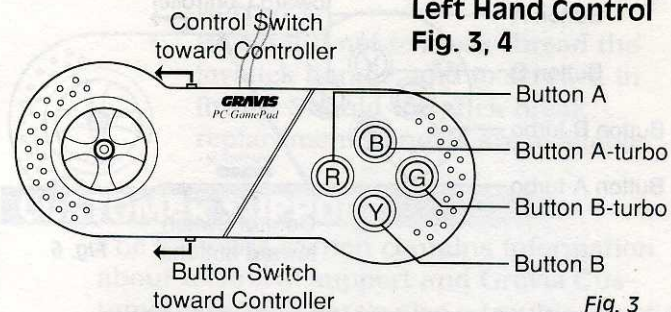 Control Switch
toward Controller
Left Hand Control
Fig. 3, 4
GRAVIS
PC GamePad
Button A
B
Button A-turbo
R
G
Button B-turbo
Y
Button B
Button Switch
toward Controller
Fig. 3